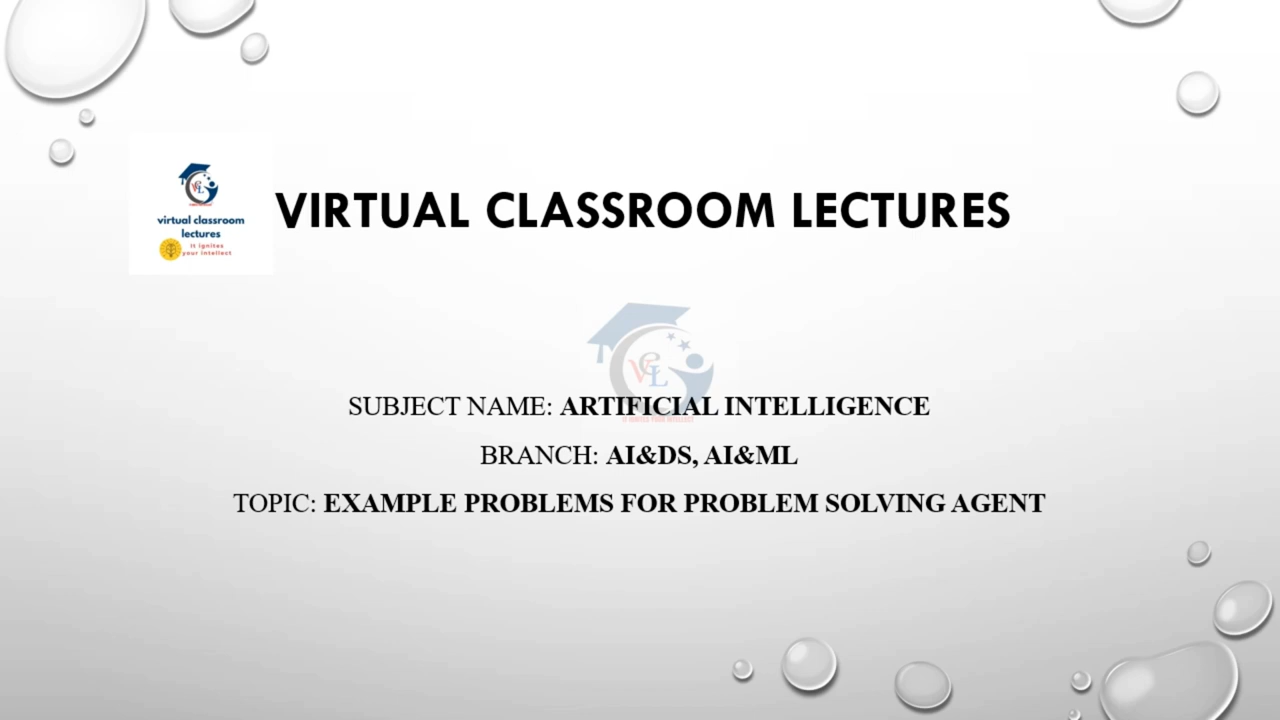 virtual classroom
lectures
It ignites
your intellect
VIRTUAL CLASSROOM LECTURES
VCL
SUBJECT NAME: ARTIFICIAL INTELLIGENCE
BRANCH: AI&DS, AI&ML
TOPIC: EXAMPLE PROBLEMS FOR PROBLEM SOLVING AGENT